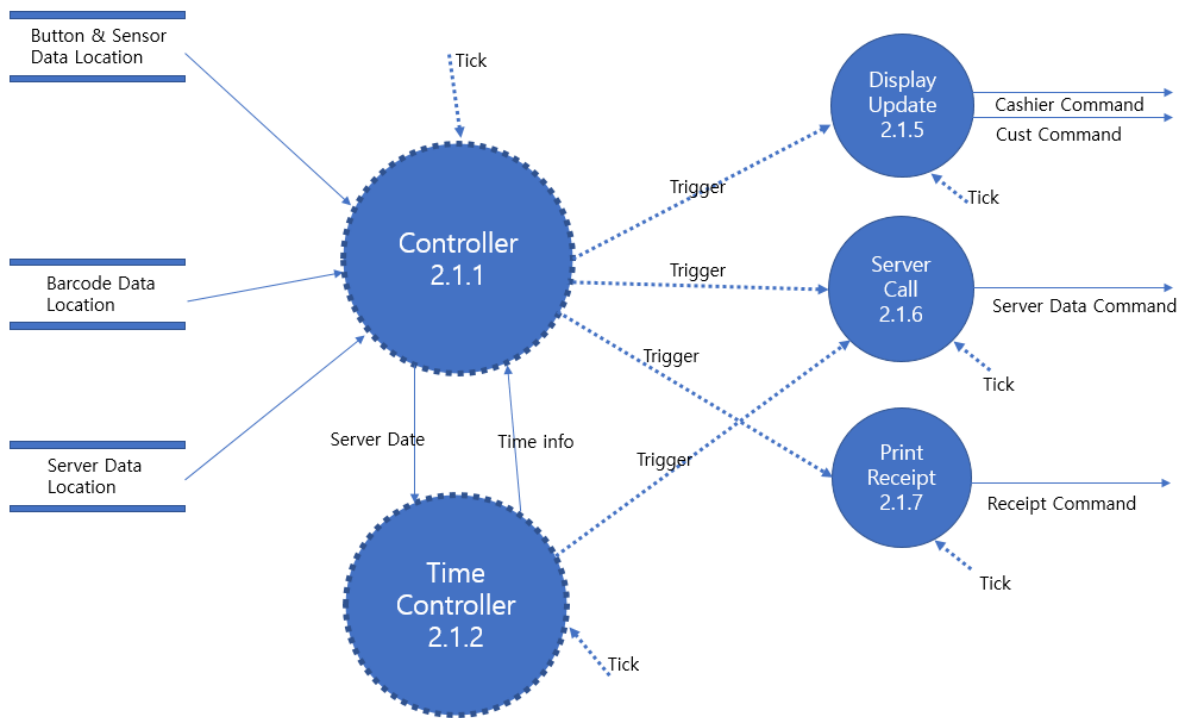 Button & Sensor
Data Location
Tick
Display
Update
2.1.5
Cashier Command
Cust Command
Tick
Trigger
Controller
2.1.1
Barcode Data
Location
Trigger
Server
Call
2.1.6
Server Data Command
Tick
Trigger
Server Date
Time info
Trigger
Server Data
Location
Print
Receipt
2.1.7
Receipt Command
Tick
Time
Controller
2.1.2
Tick